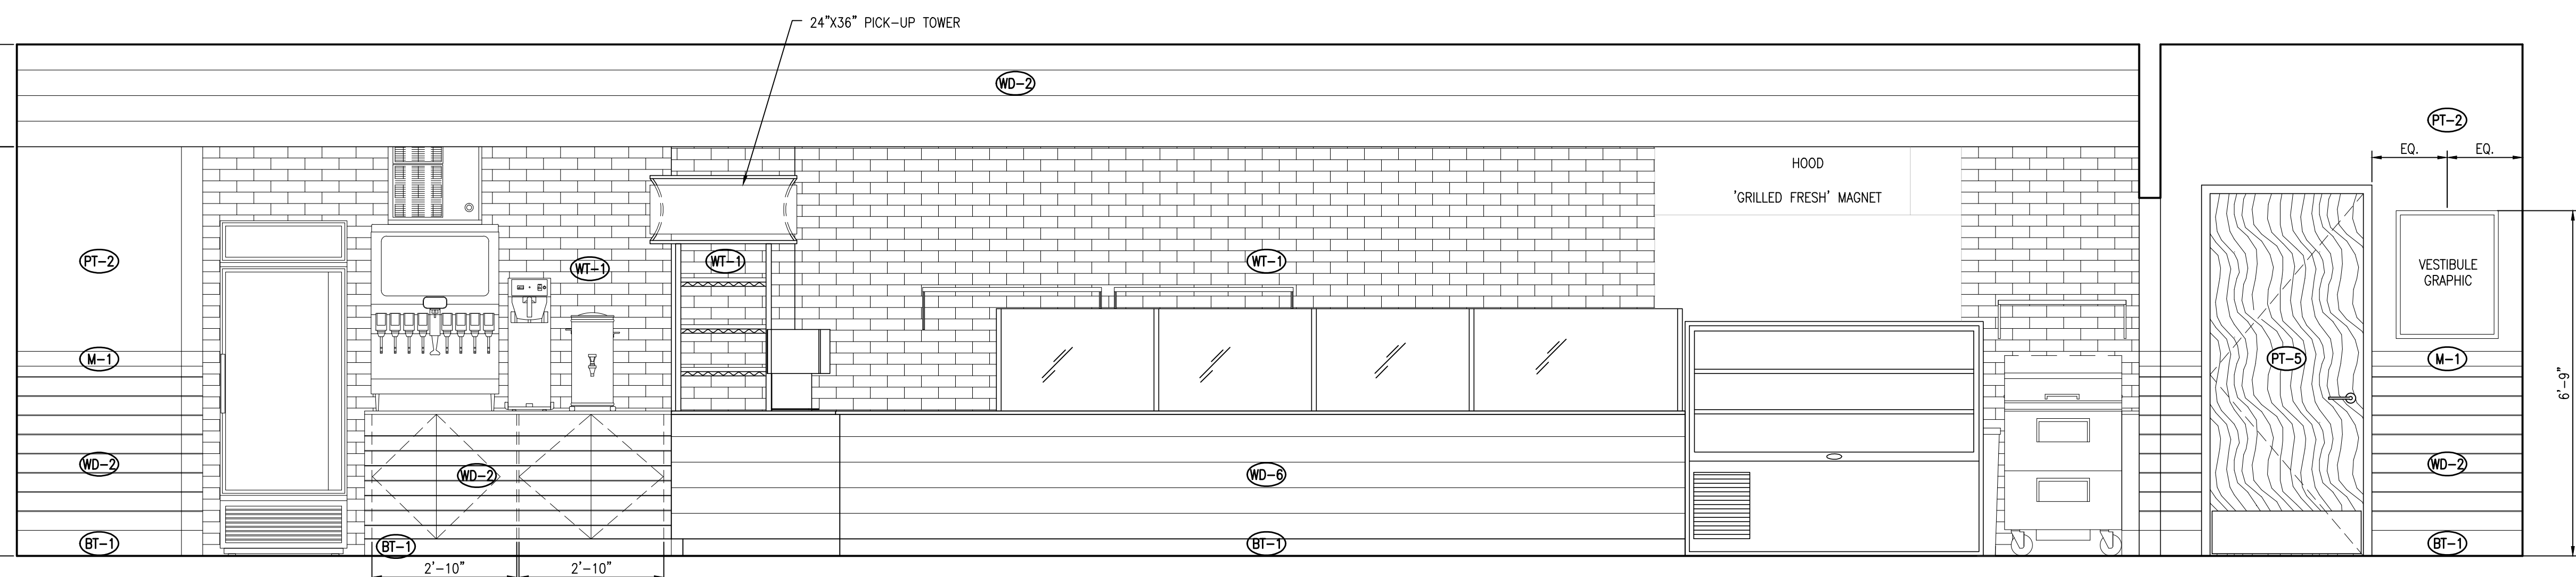 24"X36" PICK-UP TOWER
WD-2
PT-2
EQ.
EQ.
HOOD
'GRILLED FRESH' MAGNET
PT-2
WT-1
WT-1
WT-1
VESTIBULE
GRAPHIC
M-1
PT-5
M-1
6'-9"
WD-2
WD-2
WD-6
WD-2
BT-1
BT-1
BT-1
BT-1
2'-10"
2'-10"